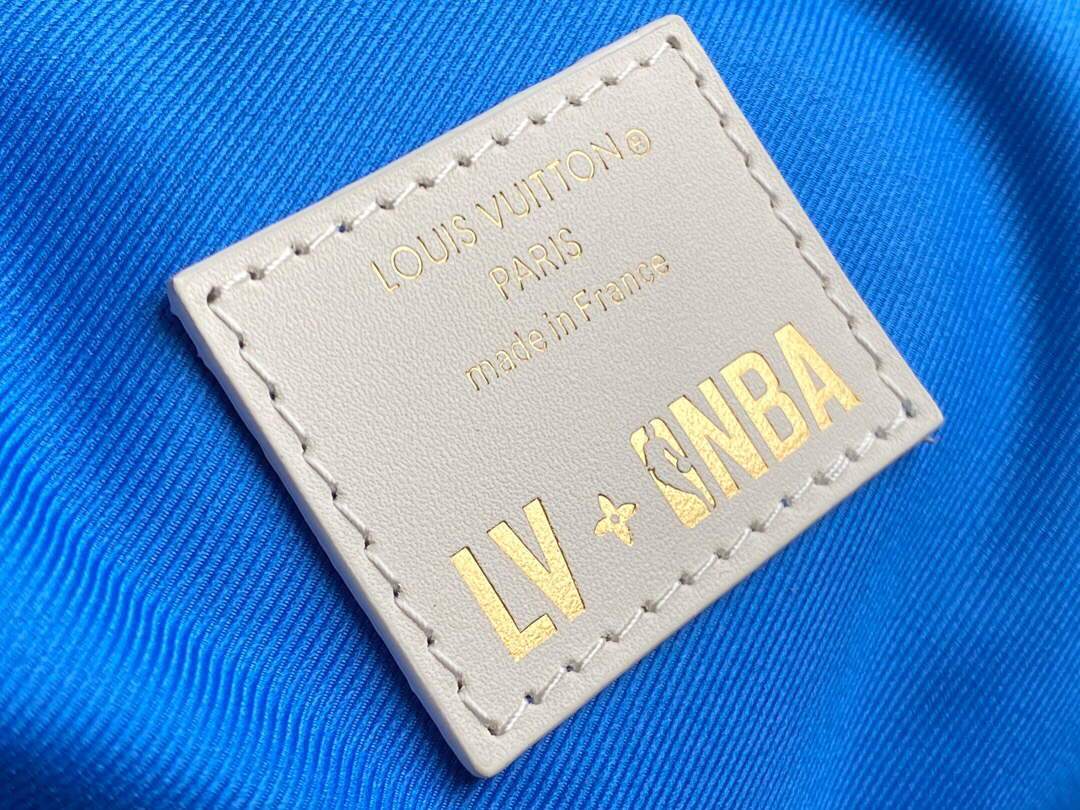 LOUIS VUITTON®
PARIS
made in France
LV NBA